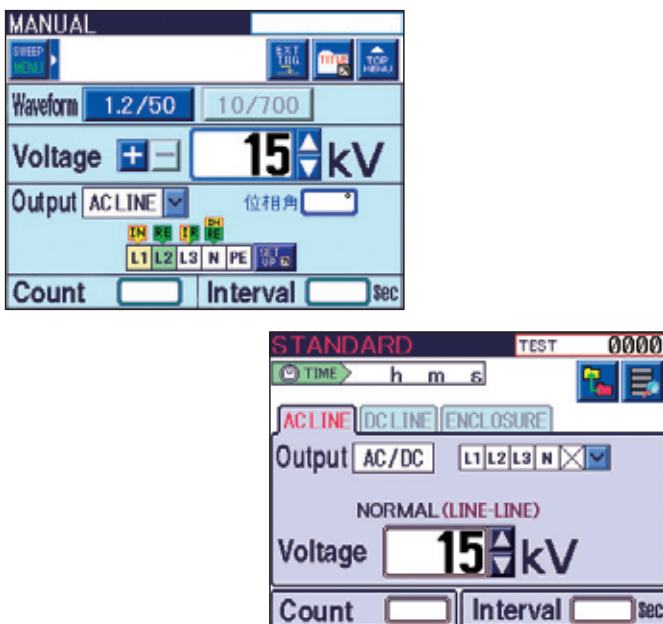 MANUAL
SWEEP MENU EXT TRG TITLE TOP MENU
Waveform 1.2/50 10/700
Voltage + − 15 kV
Output AC LINE 位相角 °
IN RE IR IN RE
L1 L2 L3 N PE SET UP
Count Interval Sec
STANDARD TEST 0000
TIME h m s
AC LINE DC LINE ENCLOSURE
Output AC/DC L1 L2 L3 N
NORMAL (LINE-LINE)
Voltage 15 kV
Count Interval Sec